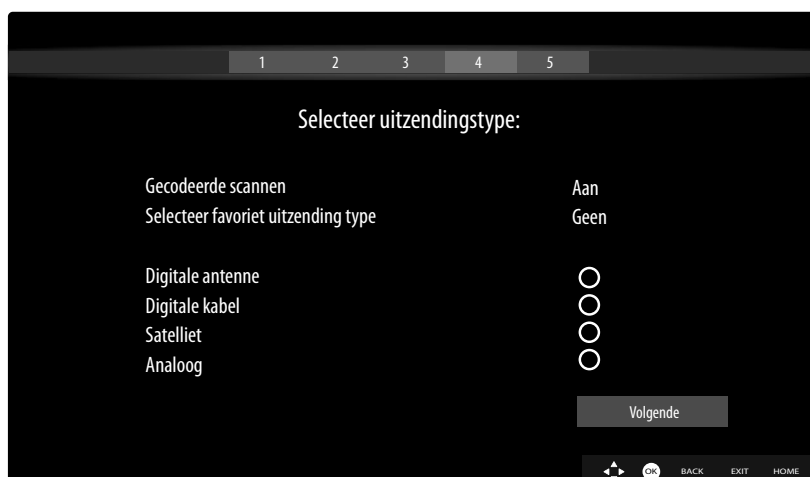 1 2 3 4 5
Selecteer uitzendingstype:
Gecodeerde scannen Aan
Selecteer favoriet uitzending type Geen
Digitale antenne
Digitale kabel
Satelliet
Analoog
Volgende
OK BACK EXIT HOME